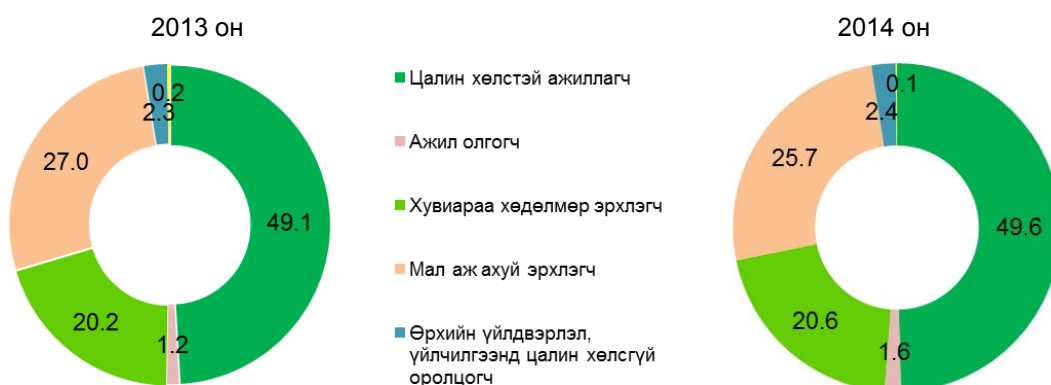 2013 он
2014 он
0.2
2.3
27.0
49.1
20.2
1.2
Цалин хөлстэй ажиллагч
Ажил олгогч
Хувиараа хөдөлмөр эрхлэгч
Мал аж ахуй эрхлэгч
Өрхийн үйлдвэрлэл,
үйлчилгээнд цалин хөлсгүй
оролцогч
0.1
2.4
25.7
49.6
20.6
1.6